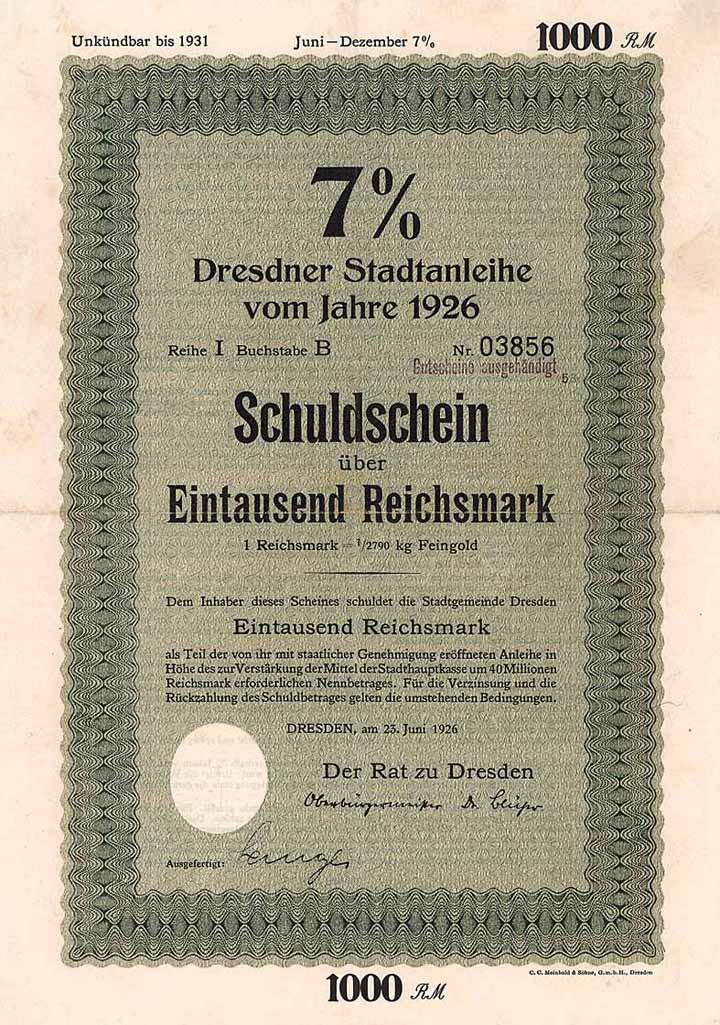 Unkündbar bis 1931 Juni–Dezember 7% 1000 RM
7%
Dresdner Stadtanleihe
vom Jahre 1926
Reihe I Buchstabe B Nr. 03856
Gutscheine ausgehändigt 5.
Schuldschein
über
Eintausend Reichsmark
1 Reichsmark = 1/2790 kg Feingold
Dem Inhaber dieses Scheines schuldet die Stadtgemeinde Dresden
Eintausend Reichsmark
als Teil der von ihr mit staatlicher Genehmigung eröffneten Anleihe in
Höhe des zur Verstärkung der Mittel der Stadthauptkasse um 40 Millionen
Reichsmark erforderlichen Nennbetrages. Für die Verzinsung und die
Rückzahlung des Schuldbetrages gelten die umstehenden Bedingungen.
DRESDEN, am 23. Juni 1926
Der Rat zu Dresden
Oberbürgermeister Dr. Blüher
Ausgefertigt:
C. C. Meinhold & Söhne, G.m.b.H., Dresden
1000 RM